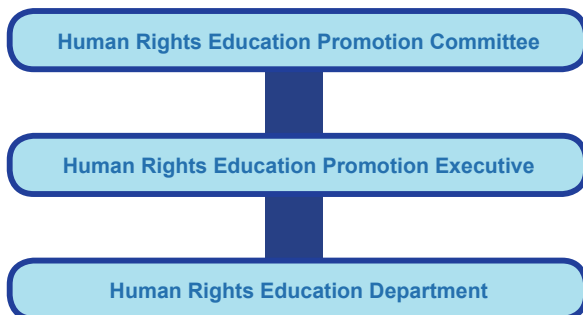 Human Rights Education Promotion Committee
Human Rights Education Promotion Executive
Human Rights Education Department